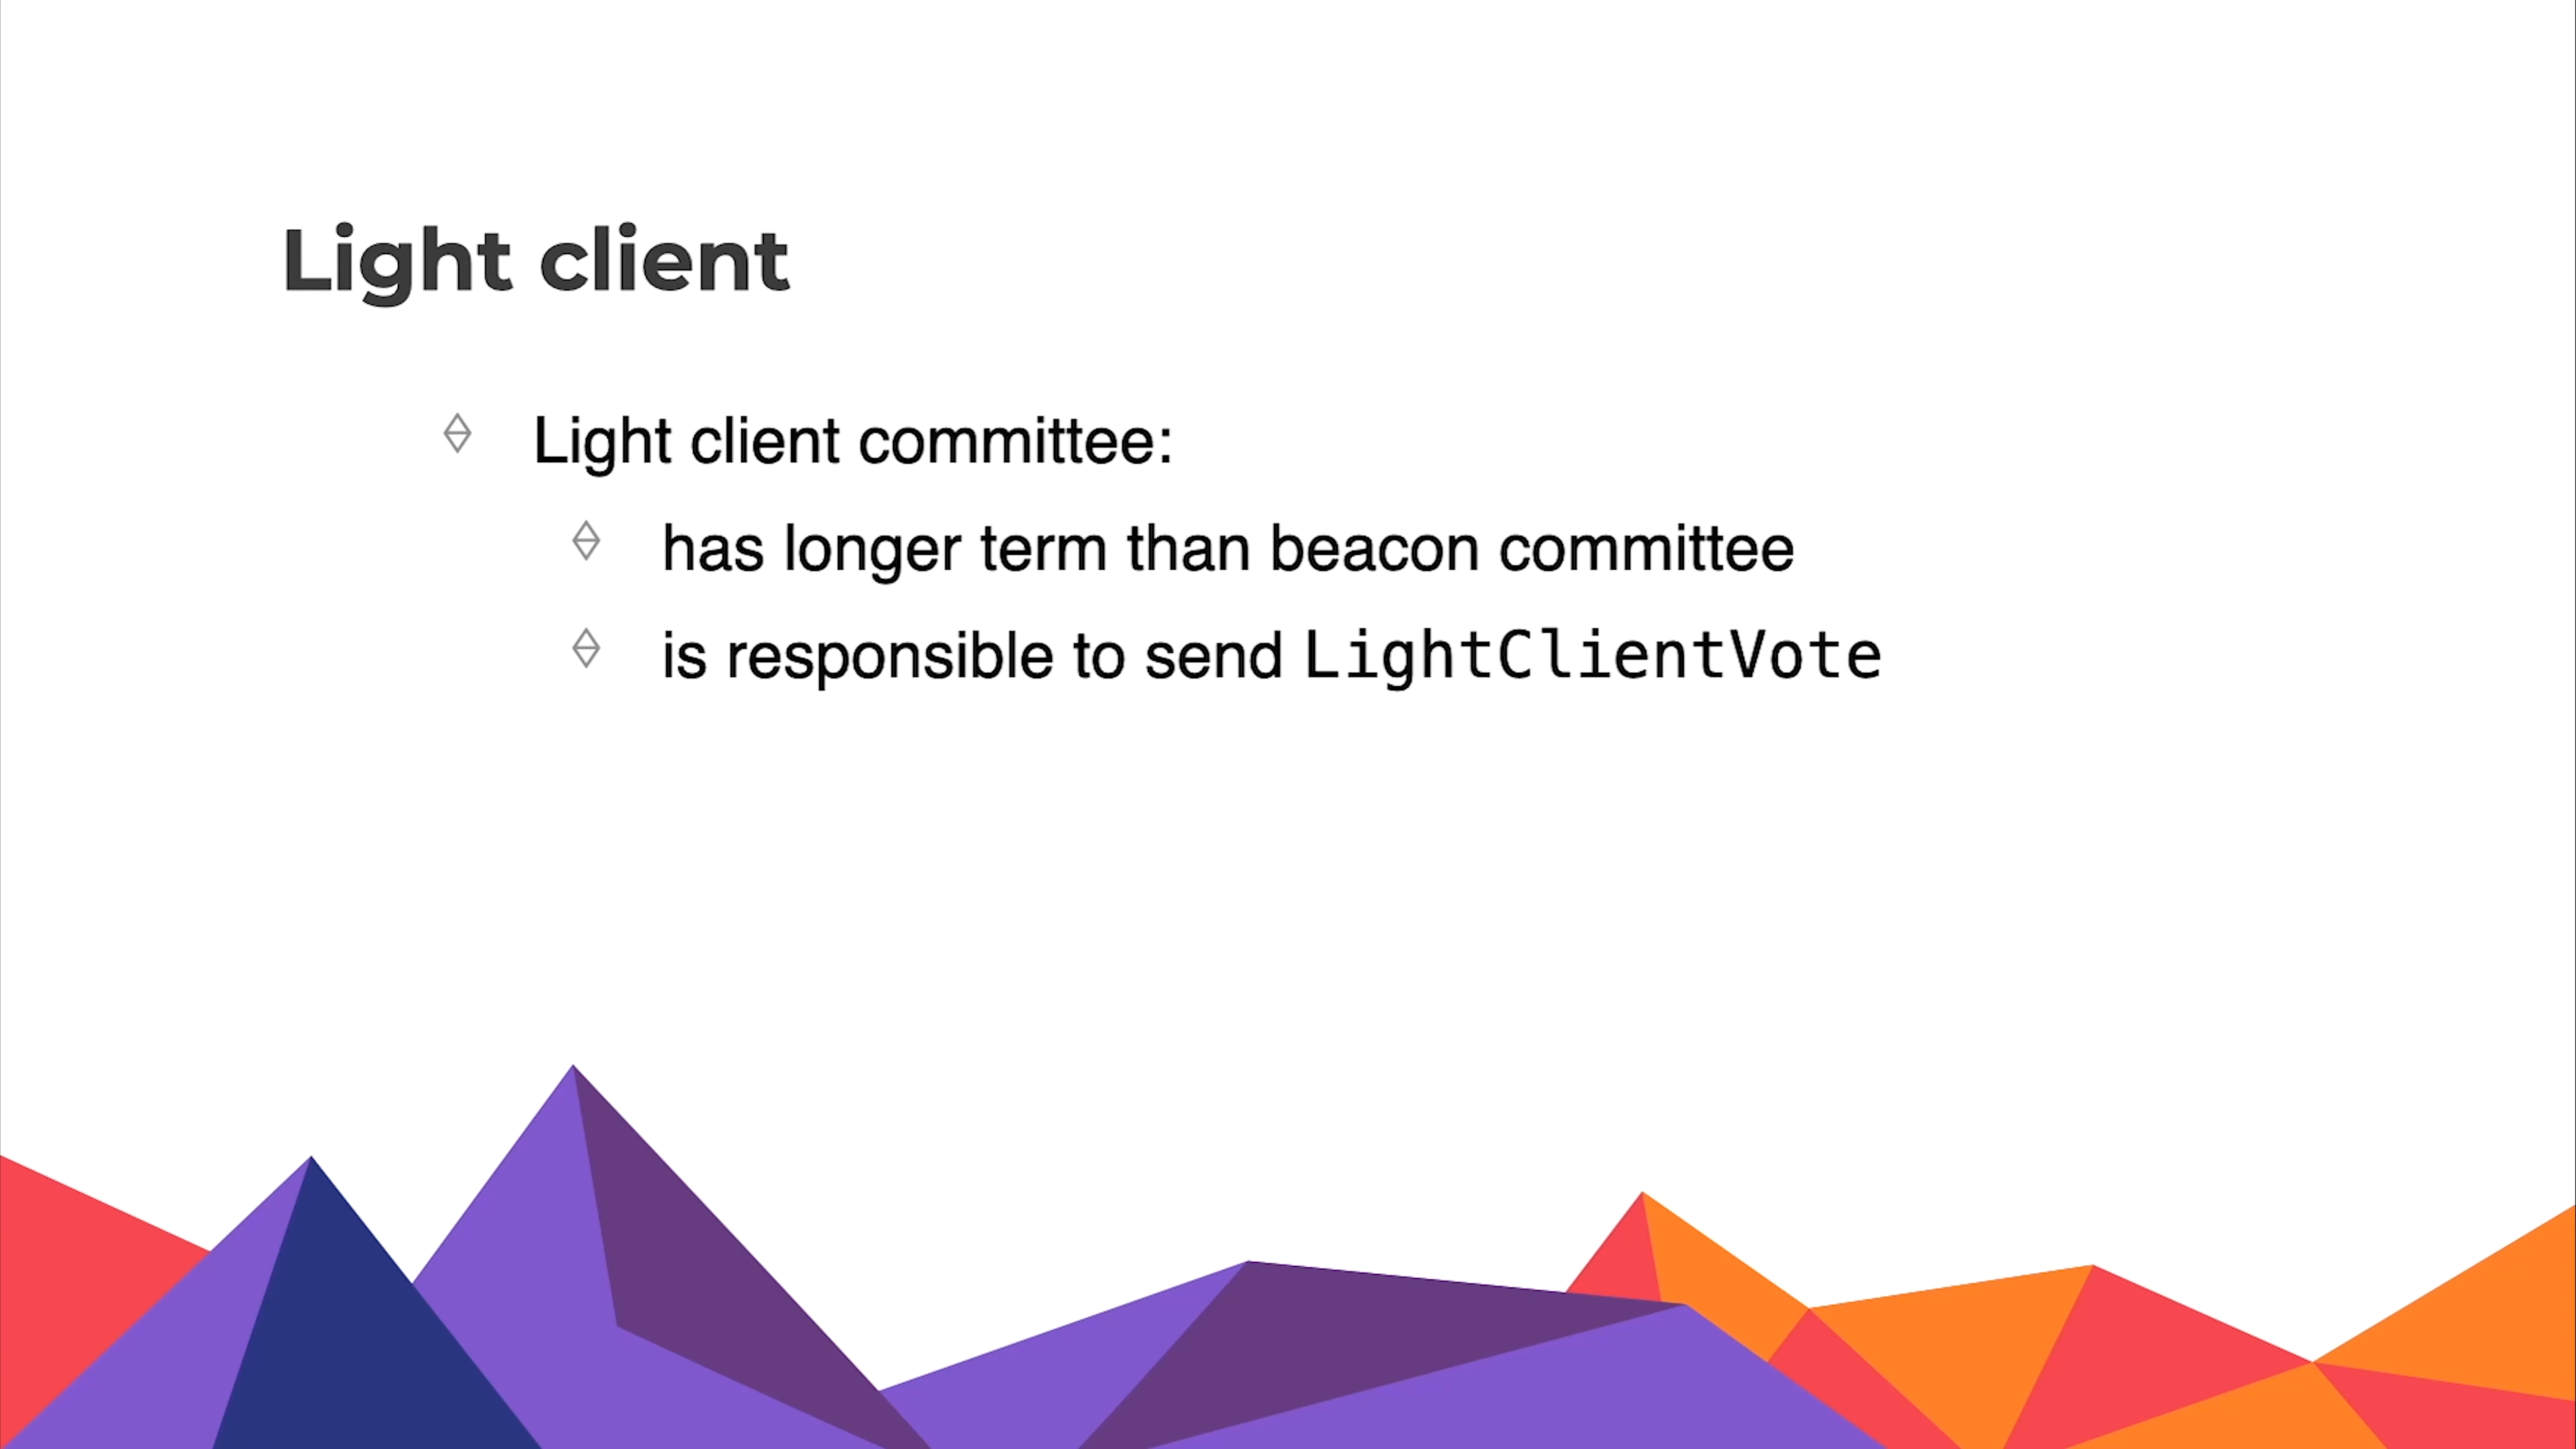 Light client
Light client committee:
has longer term than beacon committee
is responsible to send LightClientVote